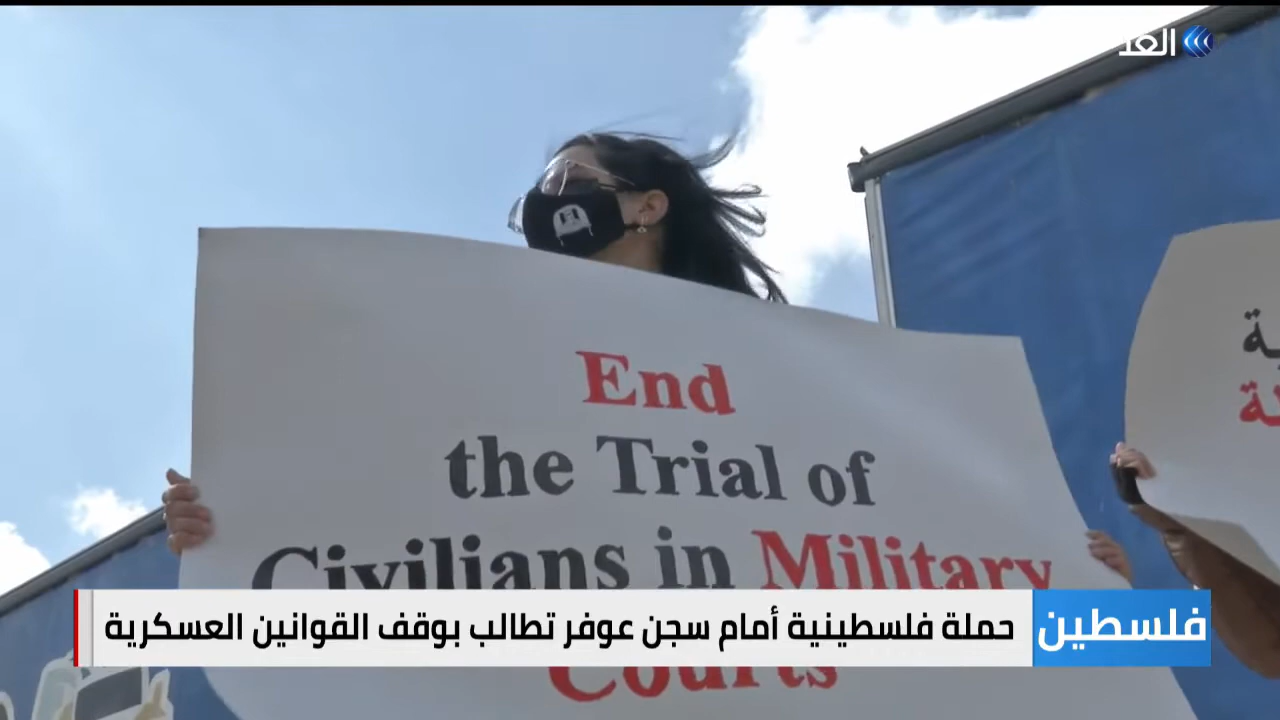 الغد
End
the Trial of
Civilians in Military
Courts
فلسطين
حملة فلسطينية أمام سجن عوفر تطالب بوقف القوانين العسكرية